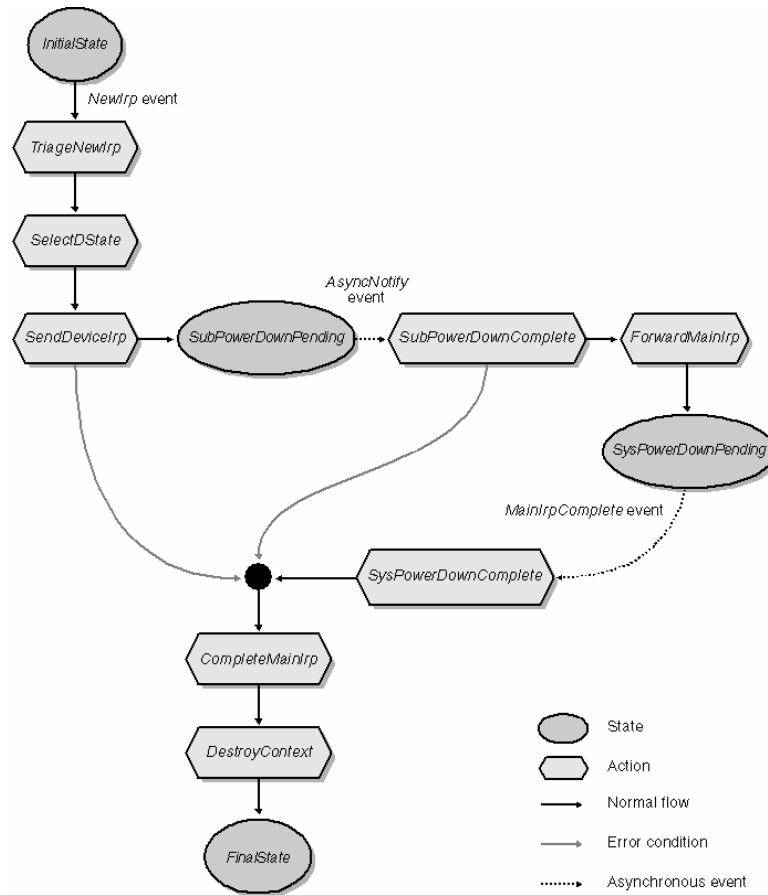 InitialState
NewIrp event
TriageNewIrp
SelectDState
AsyncNotify
event
SendDeviceIrp
SubPowerDownPending
SubPowerDownComplete
ForwardMainIrp
SysPowerDownPending
MainIrpComplete event
SysPowerDownComplete
CompleteMainIrp
DestroyContext
FinalState
State
Action
Normal flow
Error condition
Asynchronous event